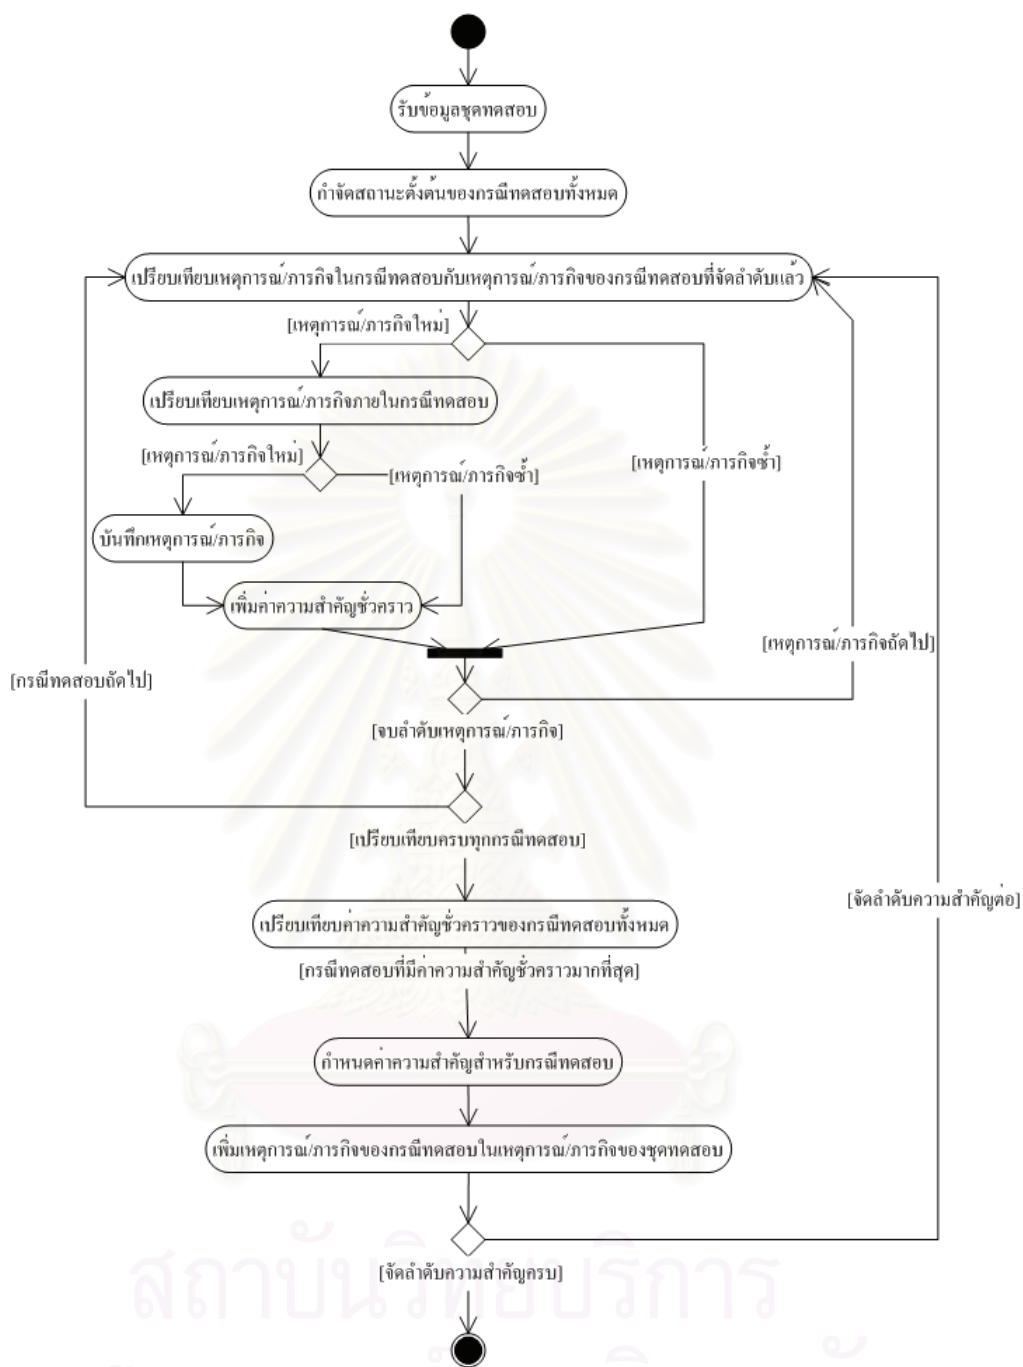 รับข้อมูลชุดทดสอบ
กำจัดสถานะตั้งต้นของกรณีทดสอบทั้งหมด
เปรียบเทียบเหตุการณ์/ภารกิจในกรณีทดสอบกับเหตุการณ์/ภารกิจของกรณีทดสอบที่จัดลำดับแล้ว
[เหตุการณ์/ภารกิจใหม่]
เปรียบเทียบเหตุการณ์/ภารกิจภายในกรณีทดสอบ
[เหตุการณ์/ภารกิจใหม่]
[เหตุการณ์/ภารกิจซ้ำ]
[เหตุการณ์/ภารกิจซ้ำ]
บันทึกเหตุการณ์/ภารกิจ
เพิ่มค่าความสำคัญชั่วคราว
[เหตุการณ์/ภารกิจถัดไป]
[กรณีทดสอบถัดไป]
[จบลำดับเหตุการณ์/ภารกิจ]
[เปรียบเทียบครบทุกกรณีทดสอบ]
[จัดลำดับความสำคัญต่อ]
เปรียบเทียบค่าความสำคัญชั่วคราวของกรณีทดสอบทั้งหมด
[กรณีทดสอบที่มีค่าความสำคัญชั่วคราวมากที่สุด]
กำหนดค่าความสำคัญสำหรับกรณีทดสอบ
เพิ่มเหตุการณ์/ภารกิจของกรณีทดสอบในเหตุการณ์/ภารกิจของชุดทดสอบ
[จัดลำดับความสำคัญครบ]
สถาบันวิทยบริการ